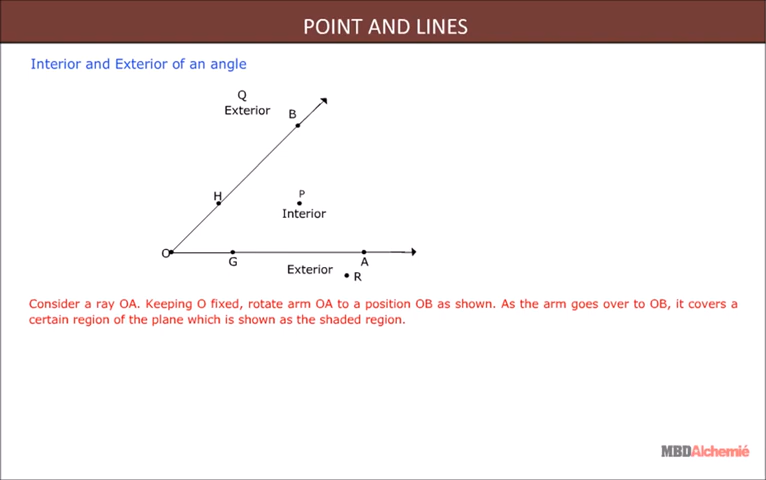 POINT AND LINES
Interior and Exterior of an angle
Q
Exterior
B
H
P
Interior
O
G
A
Exterior
R
Consider a ray OA. Keeping O fixed, rotate arm OA to a position OB as shown. As the arm goes over to OB, it covers a
certain region of the plane which is shown as the shaded region.
MBDAlchemié